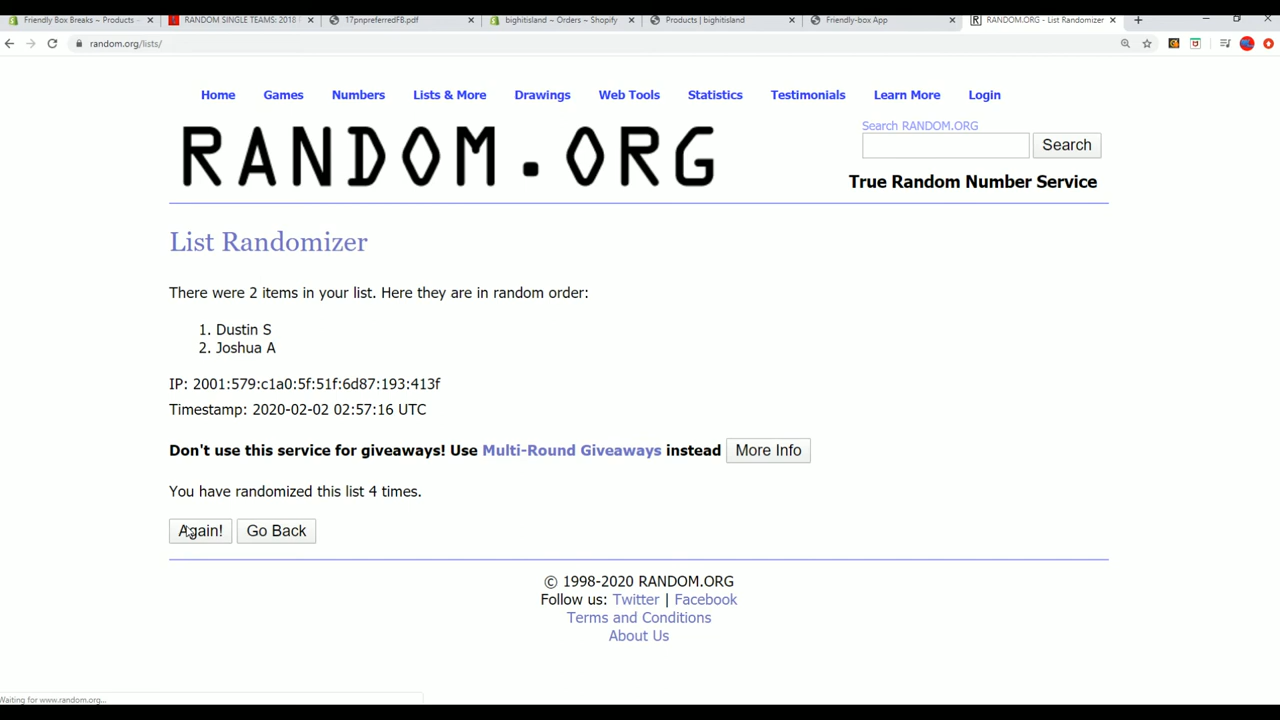 Friendly Box Breaks ~ Products -
RANDOM SINGLE TEAMS: 2018
17pnpreferredFB.pdf
bighitisland ~ Orders ~ Shopify
Products | bighitisland
Friendly-box App
RANDOM.ORG - List Randomizer
random.org/lists/
Home Games Numbers Lists & More Drawings Web Tools Statistics Testimonials Learn More Login
RANDOM.ORG
Search RANDOM.ORG
Search
True Random Number Service
List Randomizer
There were 2 items in your list. Here they are in random order:
1. Dustin S
2. Joshua A
IP: 2001:579:c1a0:5f:51f:6d87:193:413f
Timestamp: 2020-02-02 02:57:16 UTC
Don't use this service for giveaways! Use Multi-Round Giveaways instead More Info
You have randomized this list 4 times.
Again! Go Back
© 1998-2020 RANDOM.ORG
Follow us: Twitter | Facebook
Terms and Conditions
About Us
Waiting for www.random.org...